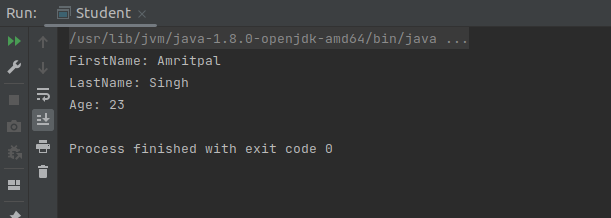 Run: Student
/usr/lib/jvm/java-1.8.0-openjdk-amd64/bin/java ...
FirstName: Amritpal
LastName: Singh
Age: 23
Process finished with exit code 0